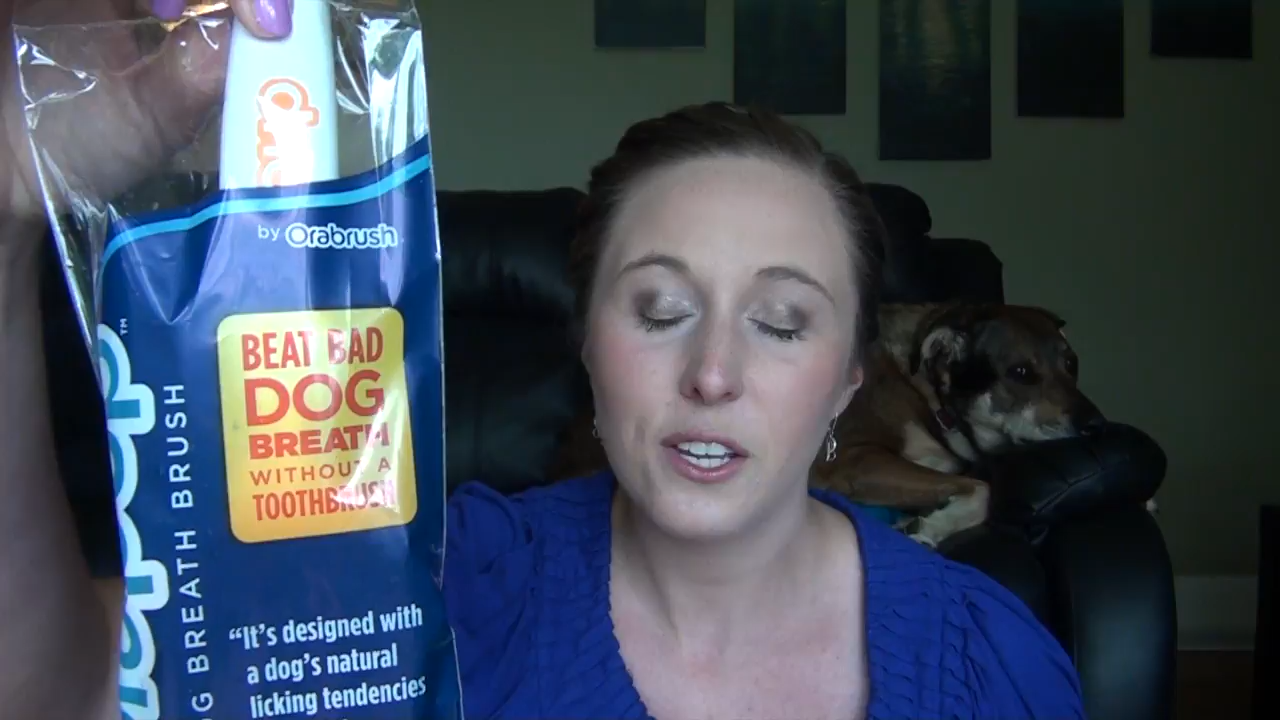 by Orabrush
BEAT BAD
DOG
BREATH
WITHOUT A
TOOTHBRUSH
BREATH BRUSH
"It's designed with
a dog's natural
licking tendencies